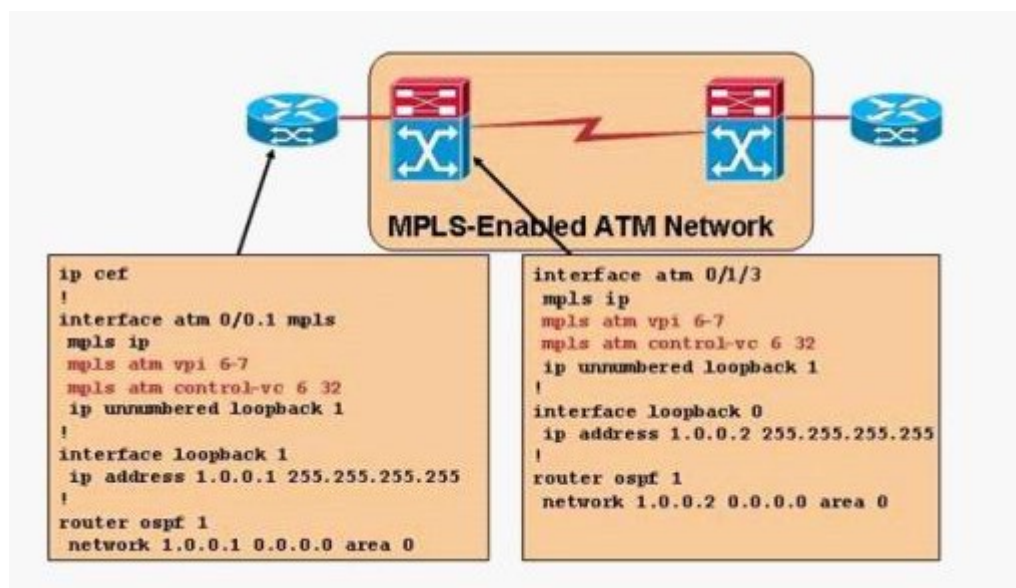 MPLS-Enabled ATM Network
ip cef
!
interface atm 0/0.1 mpls
mpls ip
mpls atm vpi 6-7
mpls atm control-vc 6 32
ip unnumbered loopback 1
!
interface loopback 1
ip address 1.0.0.1 255.255.255.255
!
router ospf 1
network 1.0.0.1 0.0.0.0 area 0
interface atm 0/1/3
mpls ip
mpls atm vpi 6-7
mpls atm control-vc 6 32
ip unnumbered loopback 1
!
interface loopback 0
ip address 1.0.0.2 255.255.255.255
!
router ospf 1
network 1.0.0.2 0.0.0.0 area 0